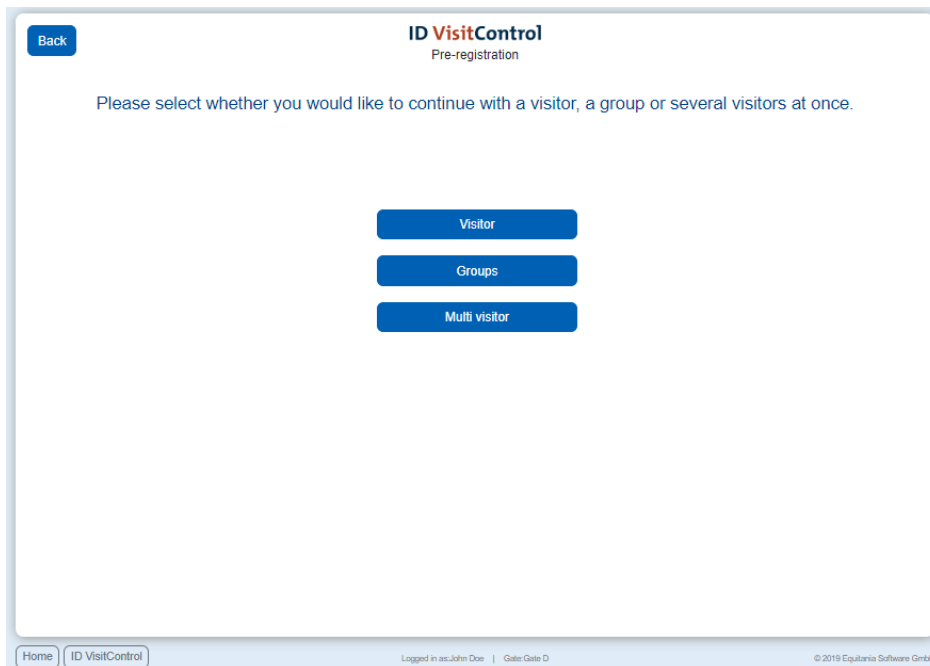 Back
ID VisitControl
Pre-registration
Please select whether you would like to continue with a visitor, a group or several visitors at once.
Visitor
Groups
Multi visitor
Home
ID VisitControl
Logged in as:John Doe | Gate:Gate D
© 2019 Equitania Software GmbH